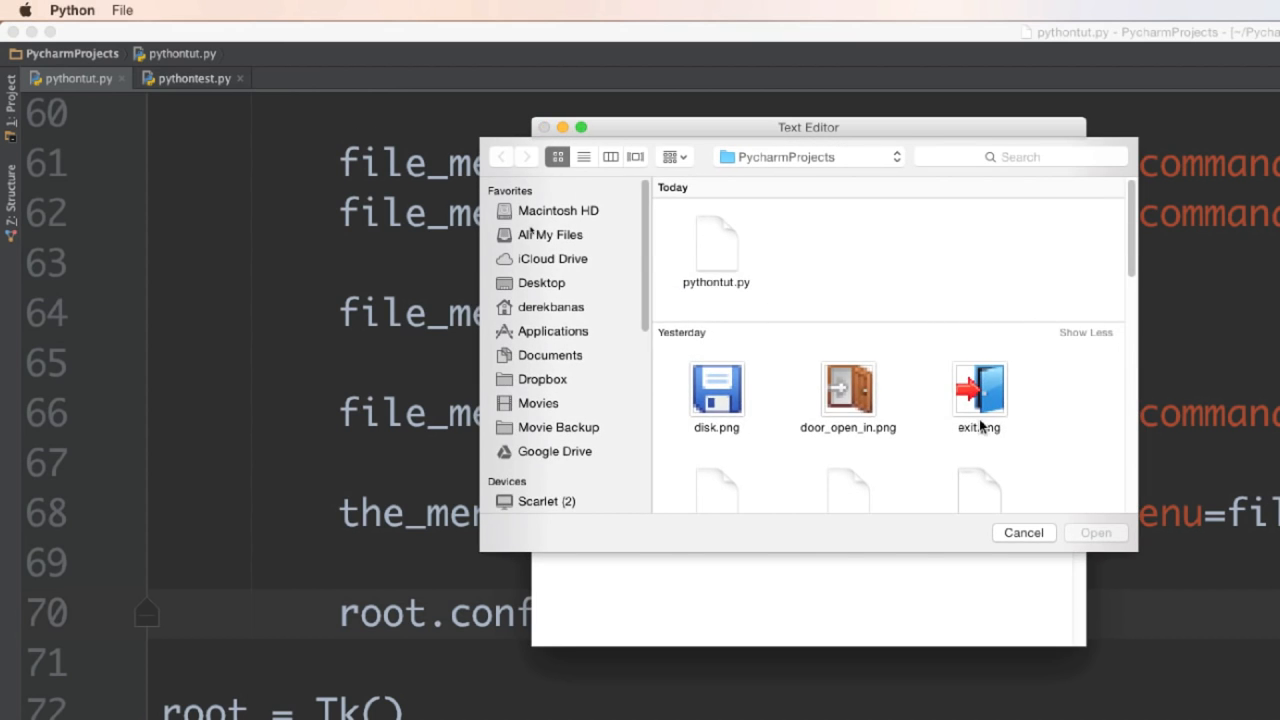 Python File
pythontut.py - PycharmProjects - [~/Pycha
PycharmProjects pythontut.py
pythontut.py pythontest.py
1: Project
7: Structure
60
61 file_me command
62 file_me command
63
64 file_me
65
66 file_me command
67
68 the_men enu=fil
69
70 root.conf
71
72 root = Tk()
Text Editor
PycharmProjects Search
Favorites
Macintosh HD
All My Files
iCloud Drive
Desktop
derekbanas
Applications
Documents
Dropbox
Movies
Movie Backup
Google Drive
Devices
Scarlet (2)
Today
pythontut.py
Yesterday Show Less
disk.png door_open_in.png exit.png
Cancel Open